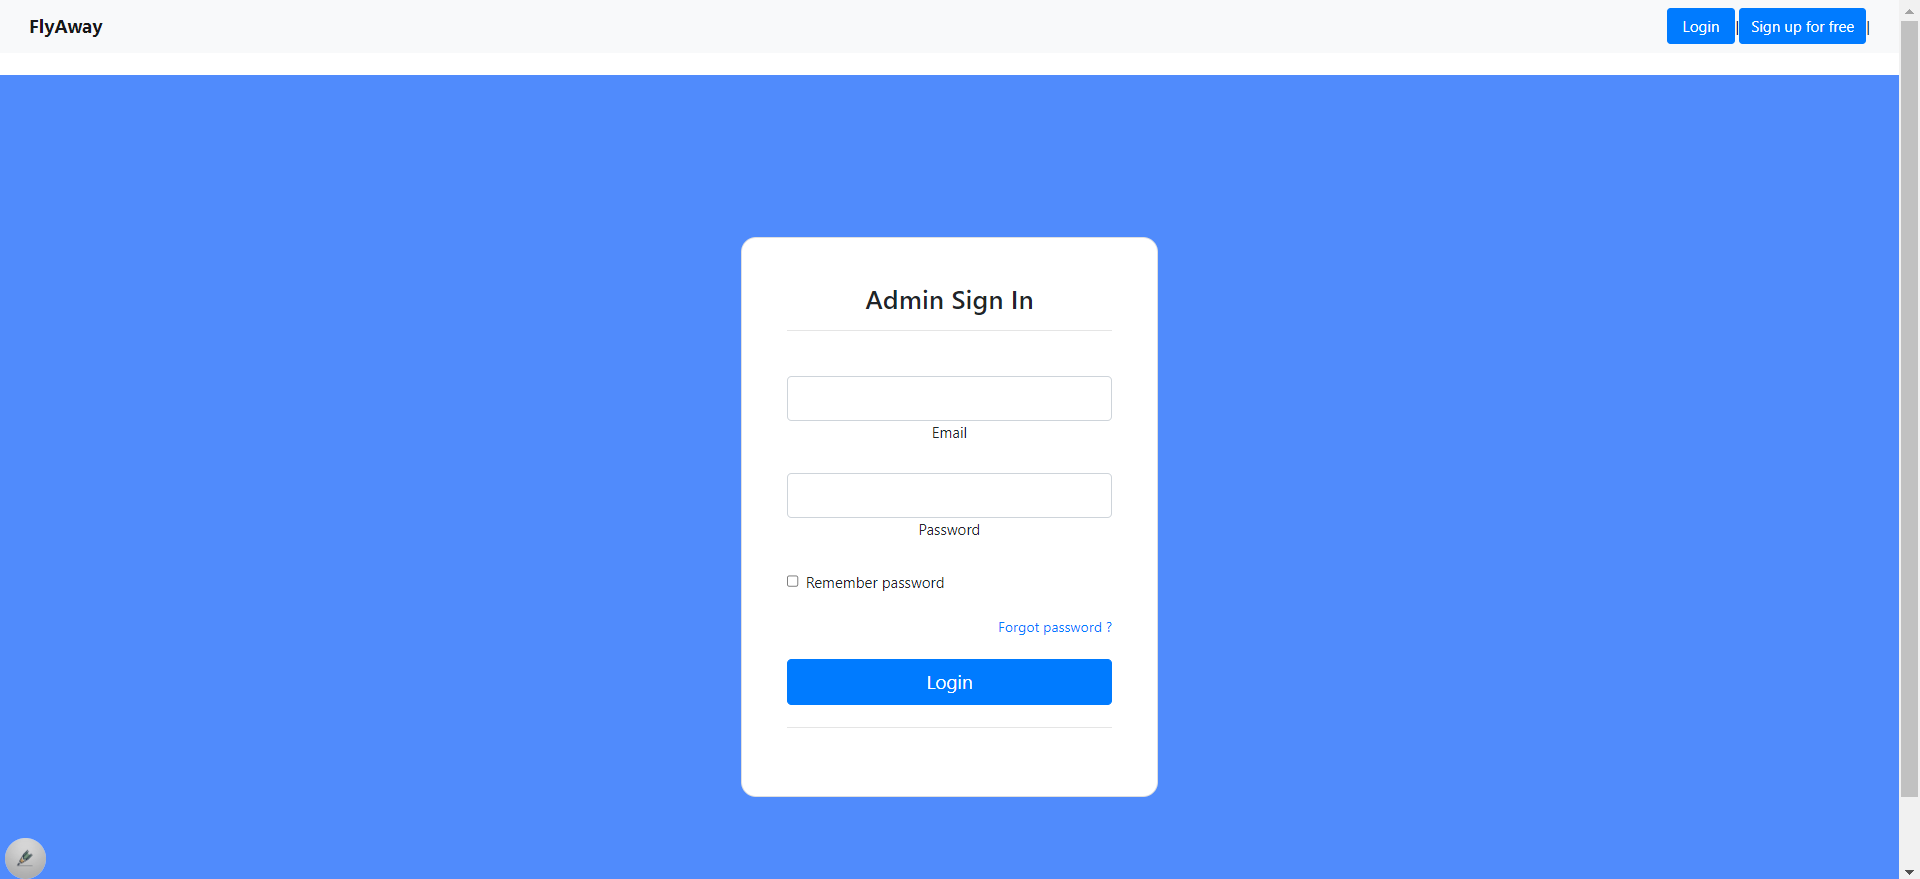 FlyAway
Login | Sign up for free |
Admin Sign In
Email
Password
Remember password
Forgot password ?
Login